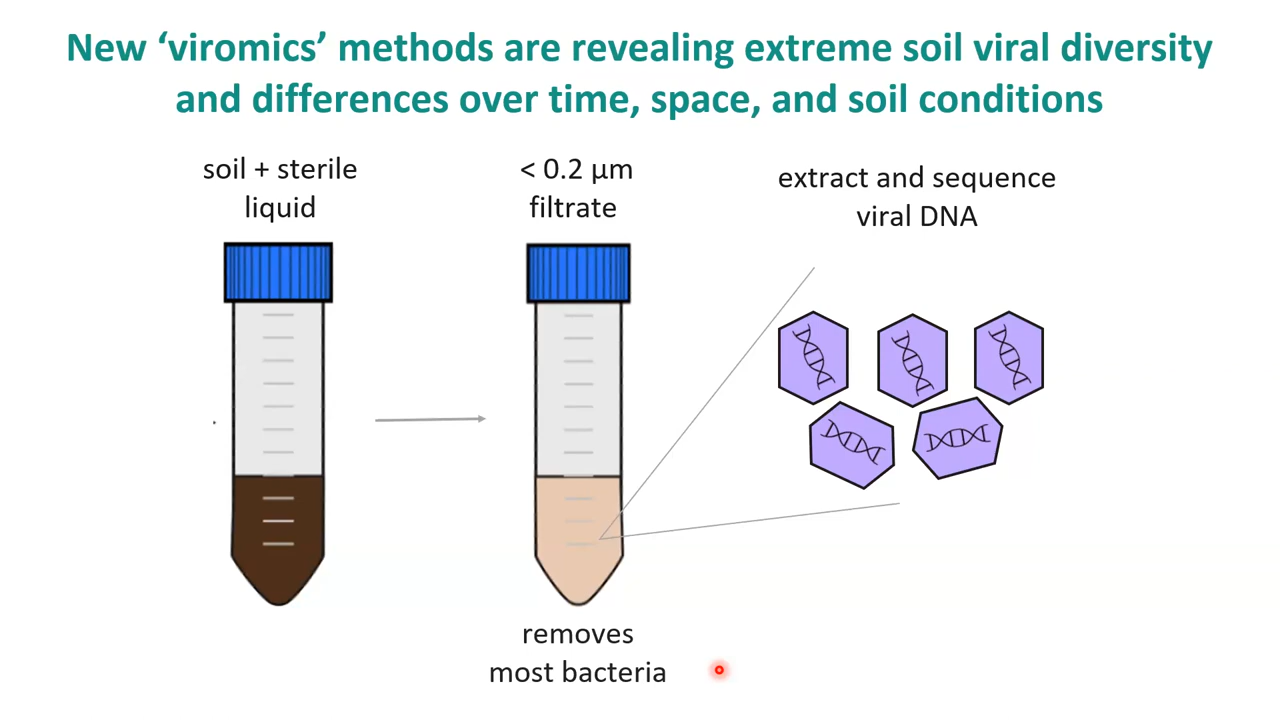 New ‘viromics’ methods are revealing extreme soil viral diversity
and differences over time, space, and soil conditions
soil + sterile
liquid
< 0.2 µm
filtrate
extract and sequence
viral DNA
removes
most bacteria